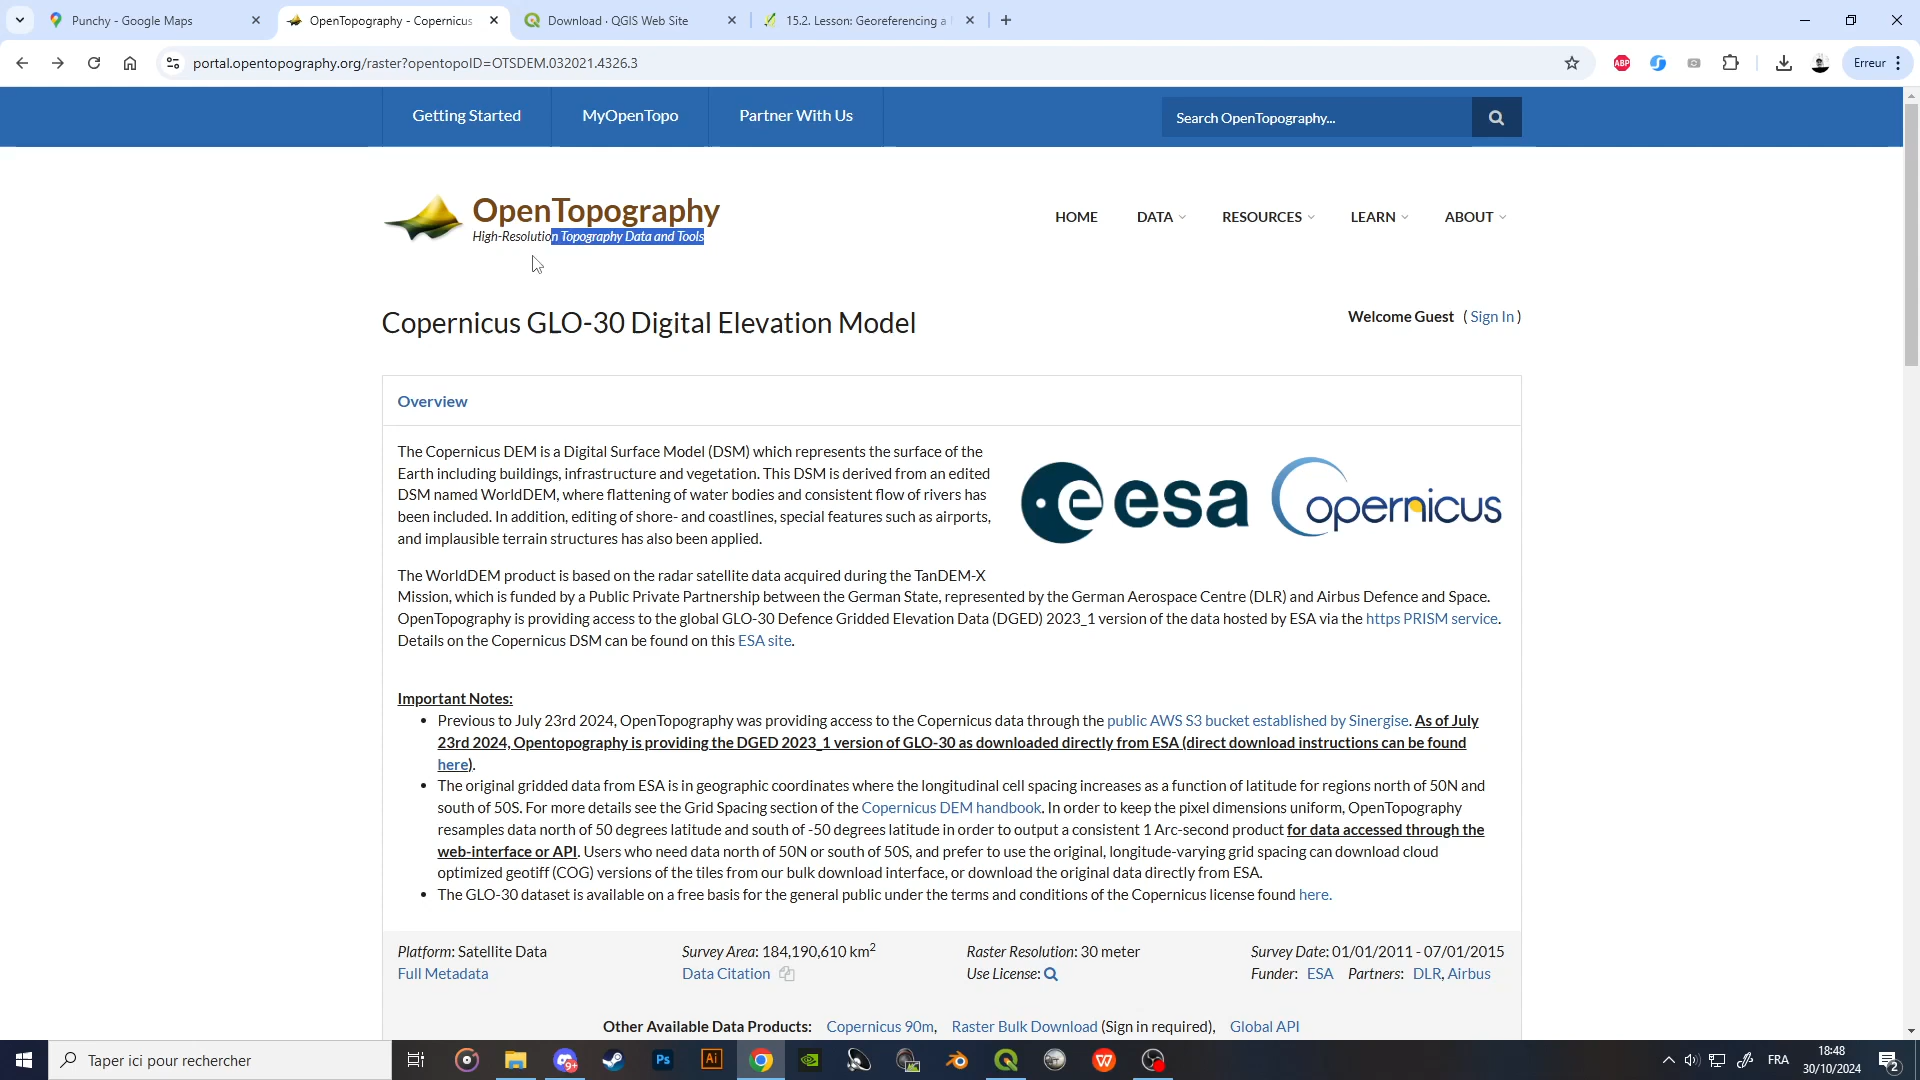 Punchy - Google Maps
OpenTopography - Copernicus
Download · QGIS Web Site
15.2. Lesson: Georeferencing a
portal.opentopography.org/raster?opentopoID=OTSDEM.032021.4326.3
ABP
Erreur
Getting Started
MyOpenTopo
Partner With Us
Search OpenTopography...
OpenTopography
High-Resolution Topography Data and Tools
HOME
DATA
RESOURCES
LEARN
ABOUT
Copernicus GLO-30 Digital Elevation Model
Welcome Guest ( Sign In )
Overview
The Copernicus DEM is a Digital Surface Model (DSM) which represents the surface of the
Earth including buildings, infrastructure and vegetation. This DSM is derived from an edited
DSM named WorldDEM, where flattening of water bodies and consistent flow of rivers has
been included. In addition, editing of shore- and coastlines, special features such as airports,
and implausible terrain structures has also been applied.
esa
Copernicus
The WorldDEM product is based on the radar satellite data acquired during the TanDEM-X
Mission, which is funded by a Public Private Partnership between the German State, represented by the German Aerospace Centre (DLR) and Airbus Defence and Space.
OpenTopography is providing access to the global GLO-30 Defence Gridded Elevation Data (DGED) 2023_1 version of the data hosted by ESA via the https PRISM service.
Details on the Copernicus DSM can be found on this ESA site.
Important Notes:
• Previous to July 23rd 2024, OpenTopography was providing access to the Copernicus data through the public AWS S3 bucket established by Sinergise. As of July
23rd 2024, Opentopography is providing the DGED 2023_1 version of GLO-30 as downloaded directly from ESA (direct download instructions can be found
here).
• The original gridded data from ESA is in geographic coordinates where the longitudinal cell spacing increases as a function of latitude for regions north of 50N and
south of 50S. For more details see the Grid Spacing section of the Copernicus DEM handbook. In order to keep the pixel dimensions uniform, OpenTopography
resamples data north of 50 degrees latitude and south of -50 degrees latitude in order to output a consistent 1 Arc-second product for data accessed through the
web-interface or API. Users who need data north of 50N or south of 50S, and prefer to use the original, longitude-varying grid spacing can download cloud
optimized geotiff (COG) versions of the tiles from our bulk download interface, or download the original data directly from ESA.
• The GLO-30 dataset is available on a free basis for the general public under the terms and conditions of the Copernicus license found here.
Platform: Satellite Data
Survey Area: 184,190,610 km2
Raster Resolution: 30 meter
Survey Date: 01/01/2011 - 07/01/2015
Full Metadata
Data Citation
Use License:
Funder: ESA Partners: DLR, Airbus
Other Available Data Products: Copernicus 90m, Raster Bulk Download (Sign in required), Global API
Taper ici pour rechercher
9+
Ps
Ai
W
FRA
18:48
30/10/2024
2